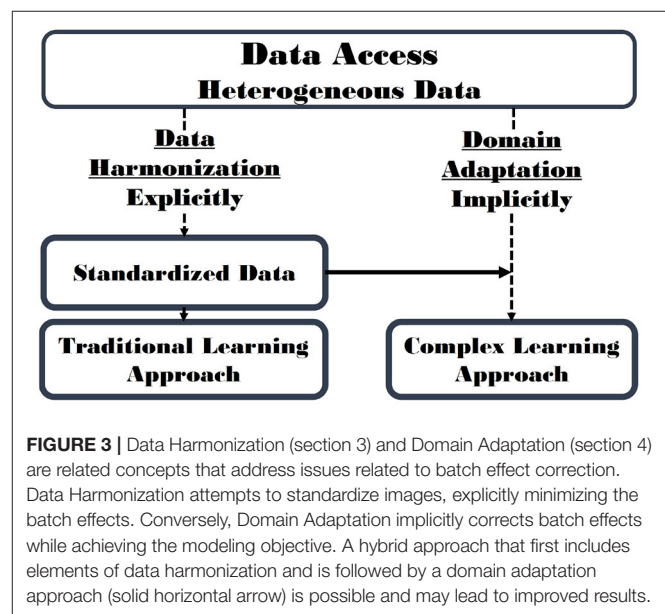 Data Access
Heterogeneous Data
Data
Harmonization
Explicitly
Domain
Adaptation
Implicitly
Standardized Data
Traditional Learning
Approach
Complex Learning
Approach
FIGURE 3 | Data Harmonization (section 3) and Domain Adaptation (section 4)
are related concepts that address issues related to batch effect correction.
Data Harmonization attempts to standardize images, explicitly minimizing the
batch effects. Conversely, Domain Adaptation implicitly corrects batch effects
while achieving the modeling objective. A hybrid approach that first includes
elements of data harmonization and is followed by a domain adaptation
approach (solid horizontal arrow) is possible and may lead to improved results.